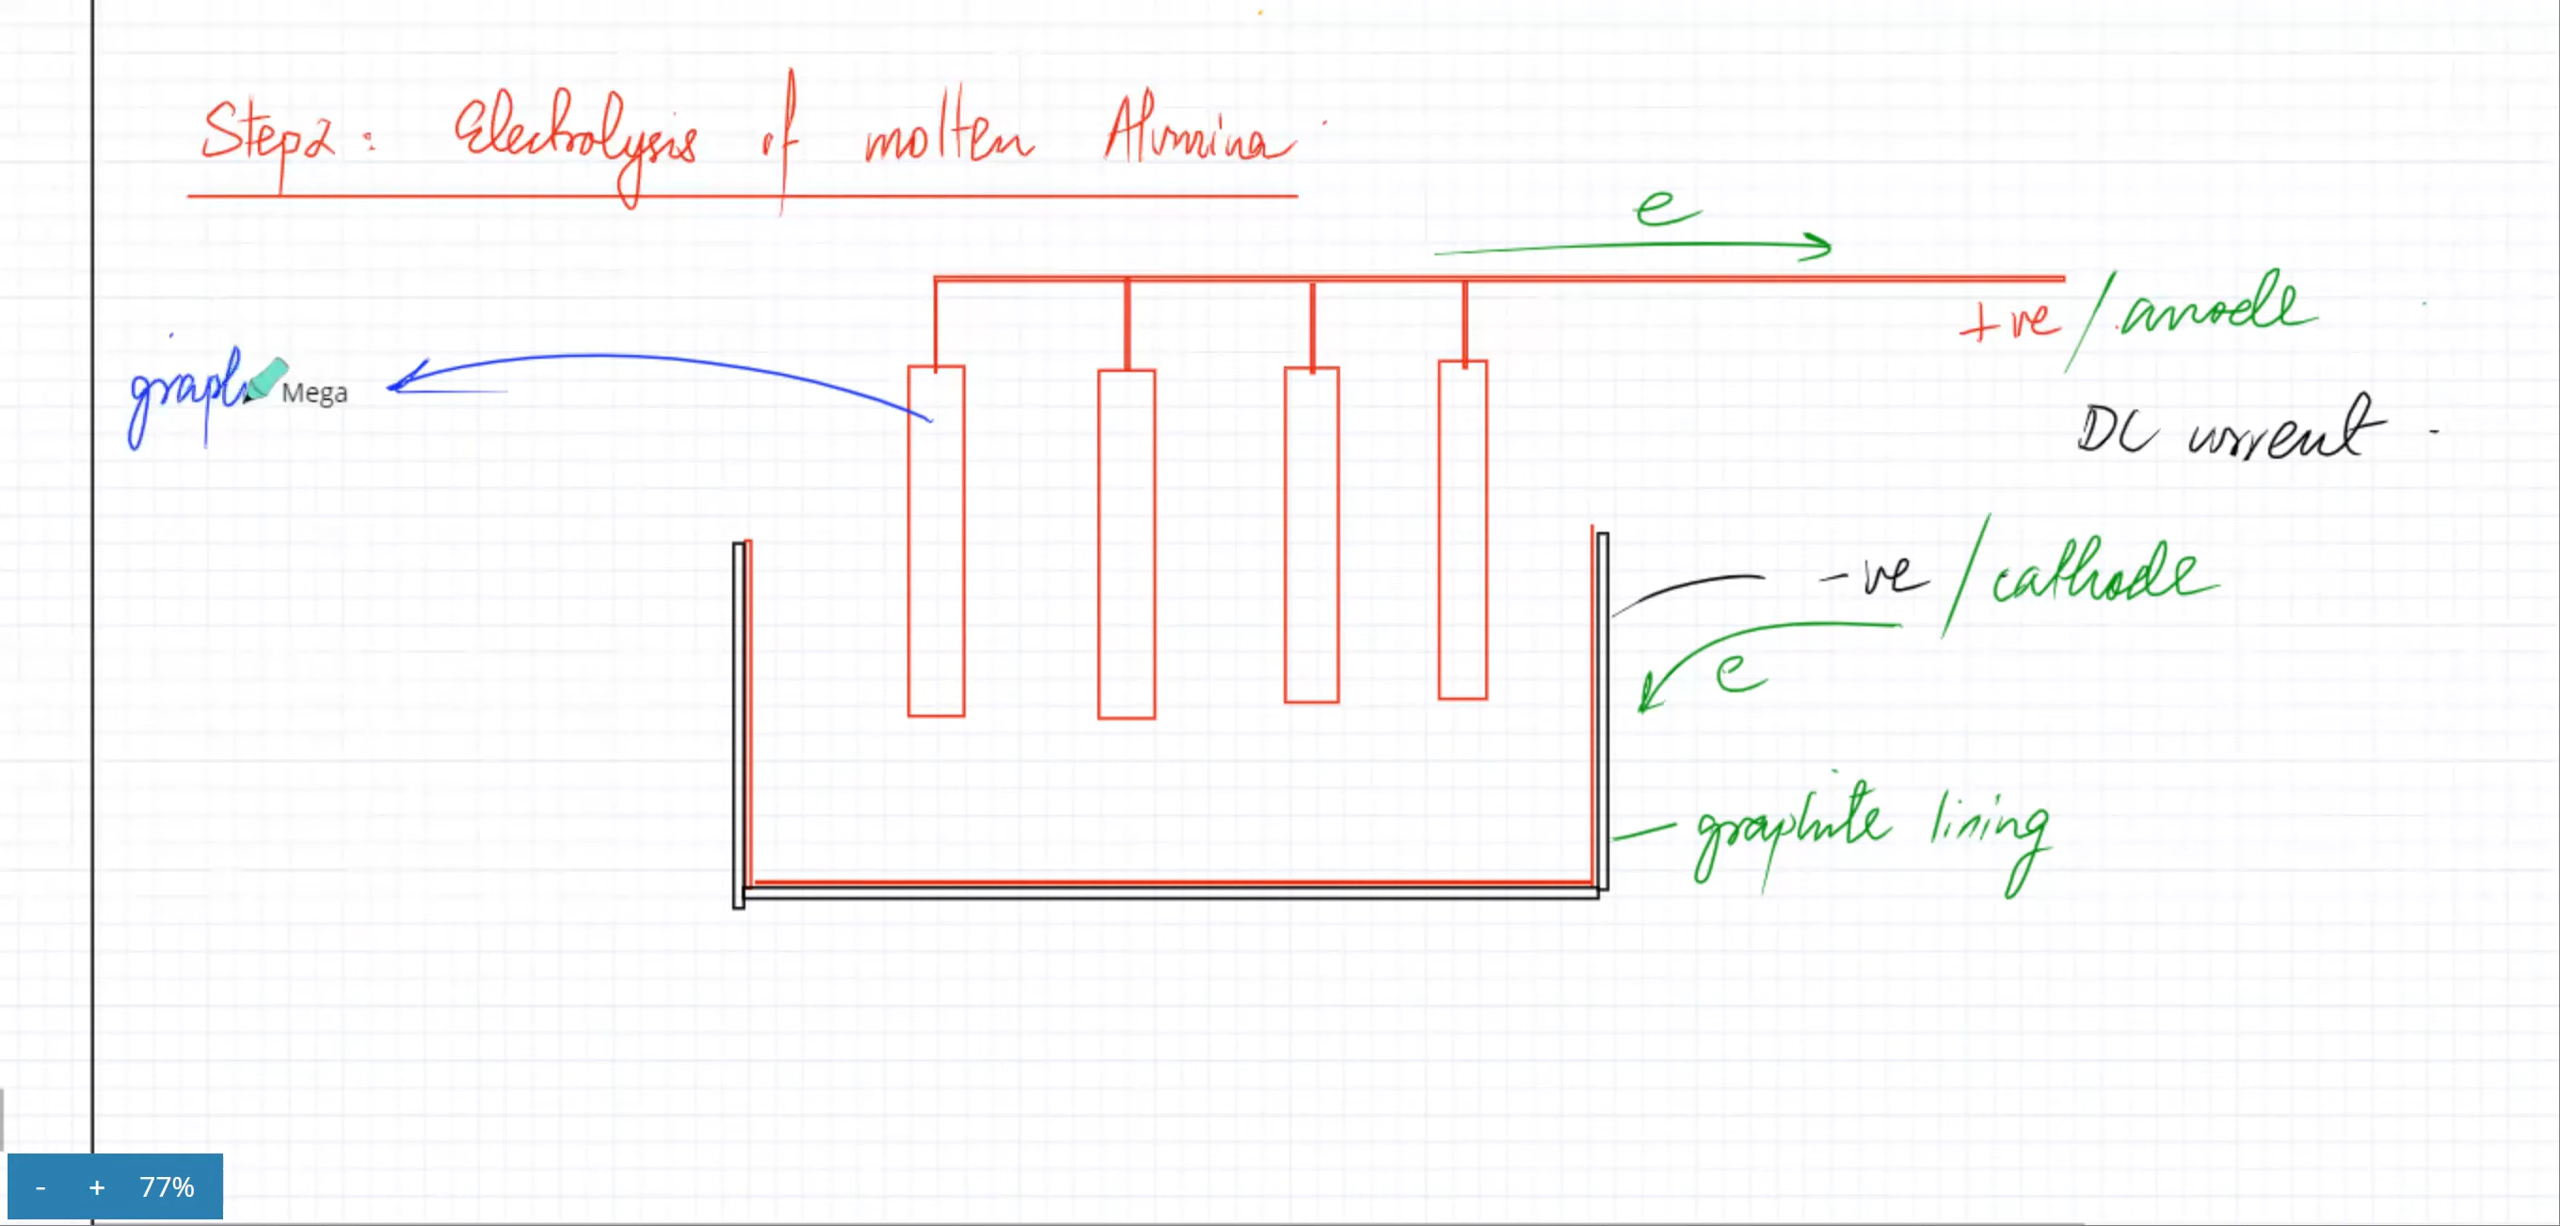 Step2: Electrolysis of molten Alumina
e
+ve / anode
graph
Mega
DC current
-ve / cathode
e
graphite lining
- + 77%